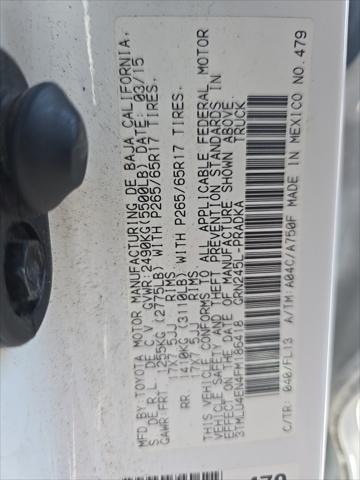 MFD BY TOYOTA MOTOR MANUFACTURING DE BAJA CALIFORNIA,
S DE R.L. DE C.V. GVWR:2490KG(5500LB) DATE: 03/15
GAWR:FRT 1255KG (2775LB) WITH P265/65R17 TIRES.
17X7.5JJ RIMS
RR 1410KG (3110LB) WITH P265/65R17 TIRES.
17X7.5JJ RIMS
THIS VEHICLE CONFORMS TO ALL APPLICABLE FEDERAL MOTOR
VEHICLE SAFETY AND THEFT PREVENTION STANDARDS IN
EFFECT ON THE DATE OF MANUFACTURE SHOWN ABOVE.
3TMLU4EN4FM186418 GRN245L-PRADKA TRUCK
C/TR: 040/FL13 A/TM: A04C/A750F MADE IN MEXICO NO. 479